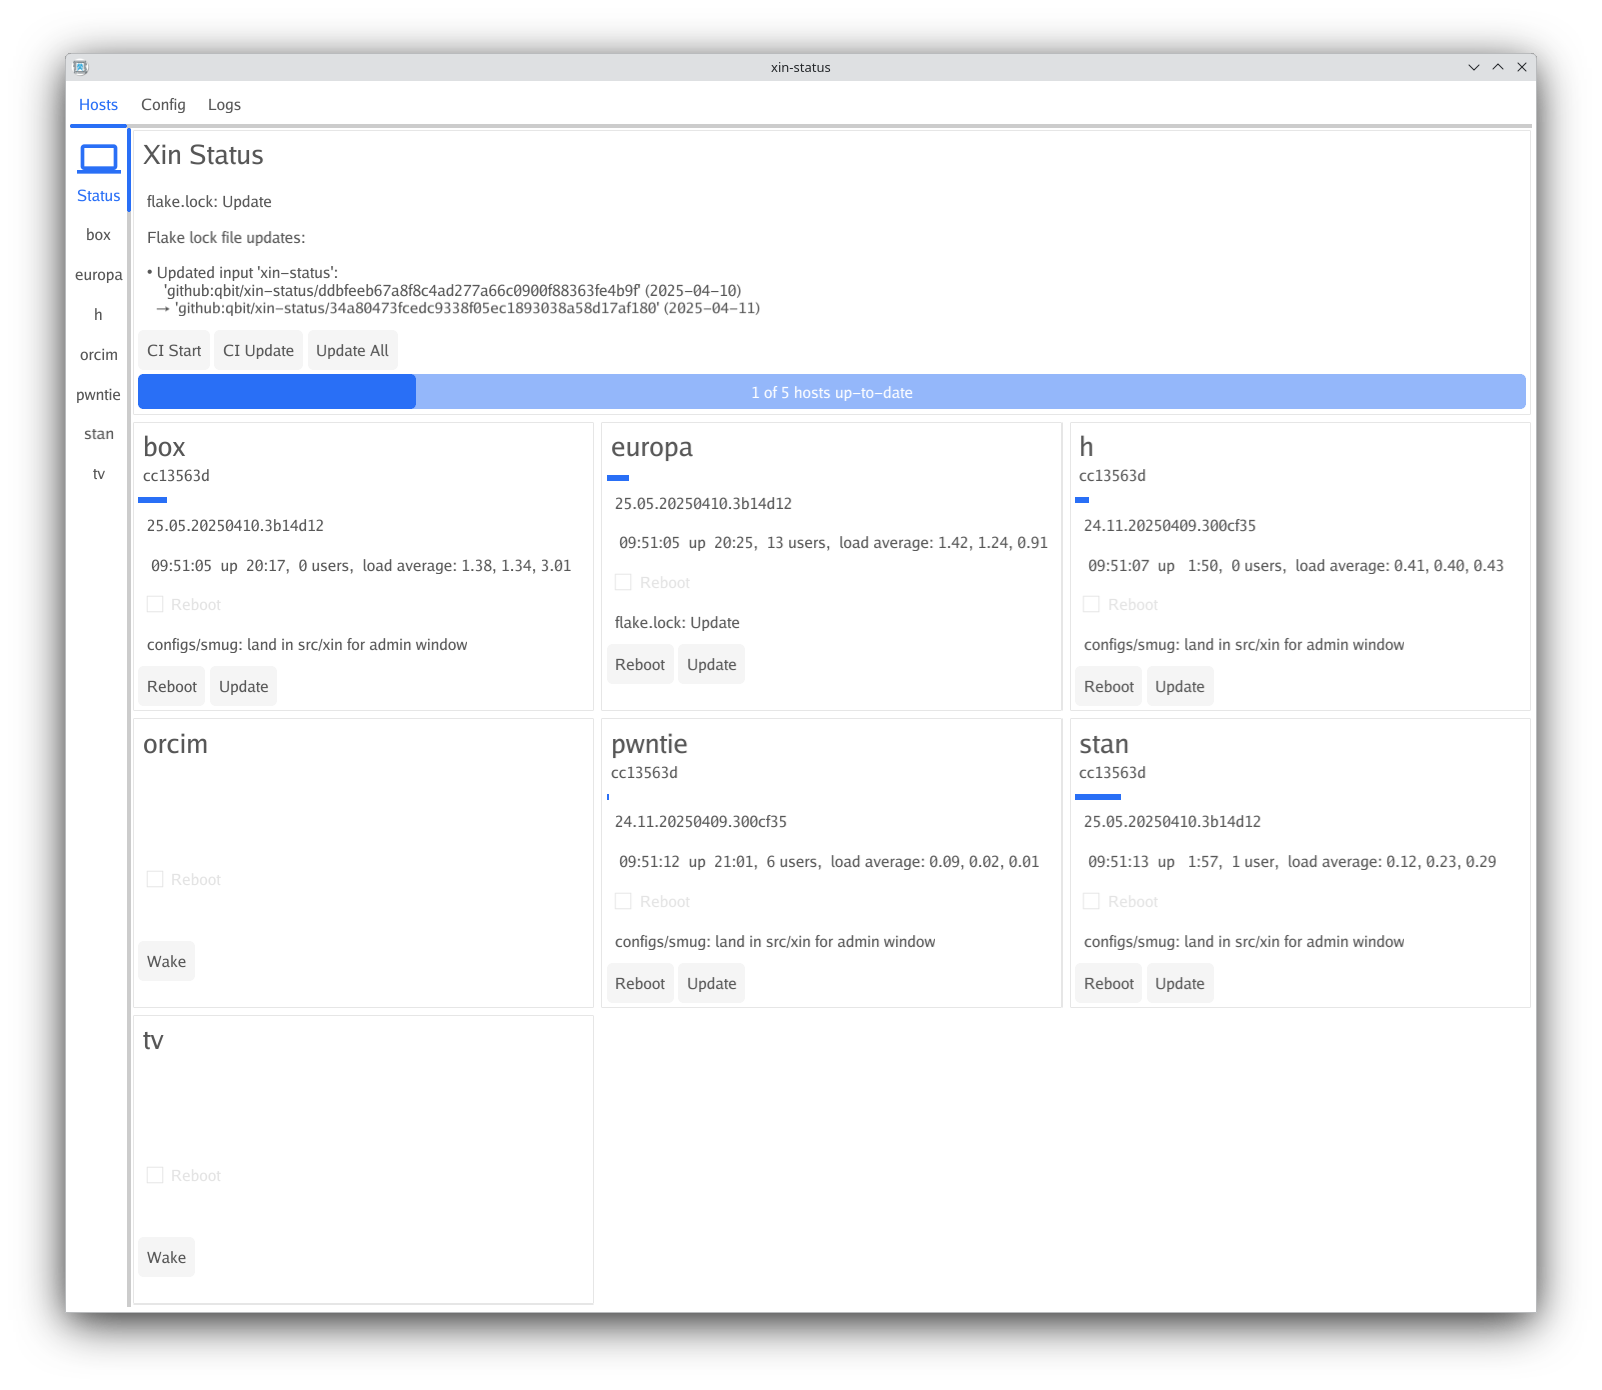 xin-status
Hosts Config Logs
Status
box
europa
h
orcim
pwntie
stan
tv
Xin Status
flake.lock: Update
Flake lock file updates:
• Updated input 'xin-status':
'github:qbit/xin-status/ddbfeeb67a8f8c4ad277a66c0900f88363fe4b9f' (2025-04-10)
→ 'github:qbit/xin-status/34a80473fcedc9338f05ec1893038a58d17af180' (2025-04-11)
CI Start CI Update Update All
1 of 5 hosts up-to-date
box
cc13563d
25.05.20250410.3b14d12
09:51:05 up 20:17, 0 users, load average: 1.38, 1.34, 3.01
Reboot
configs/smug: land in src/xin for admin window
Reboot Update
europa
25.05.20250410.3b14d12
09:51:05 up 20:25, 13 users, load average: 1.42, 1.24, 0.91
Reboot
flake.lock: Update
Reboot Update
h
cc13563d
24.11.20250409.300cf35
09:51:07 up 1:50, 0 users, load average: 0.41, 0.40, 0.43
Reboot
configs/smug: land in src/xin for admin window
Reboot Update
orcim
Reboot
Wake
pwntie
cc13563d
24.11.20250409.300cf35
09:51:12 up 21:01, 6 users, load average: 0.09, 0.02, 0.01
Reboot
configs/smug: land in src/xin for admin window
Reboot Update
stan
cc13563d
25.05.20250410.3b14d12
09:51:13 up 1:57, 1 user, load average: 0.12, 0.23, 0.29
Reboot
configs/smug: land in src/xin for admin window
Reboot Update
tv
Reboot
Wake